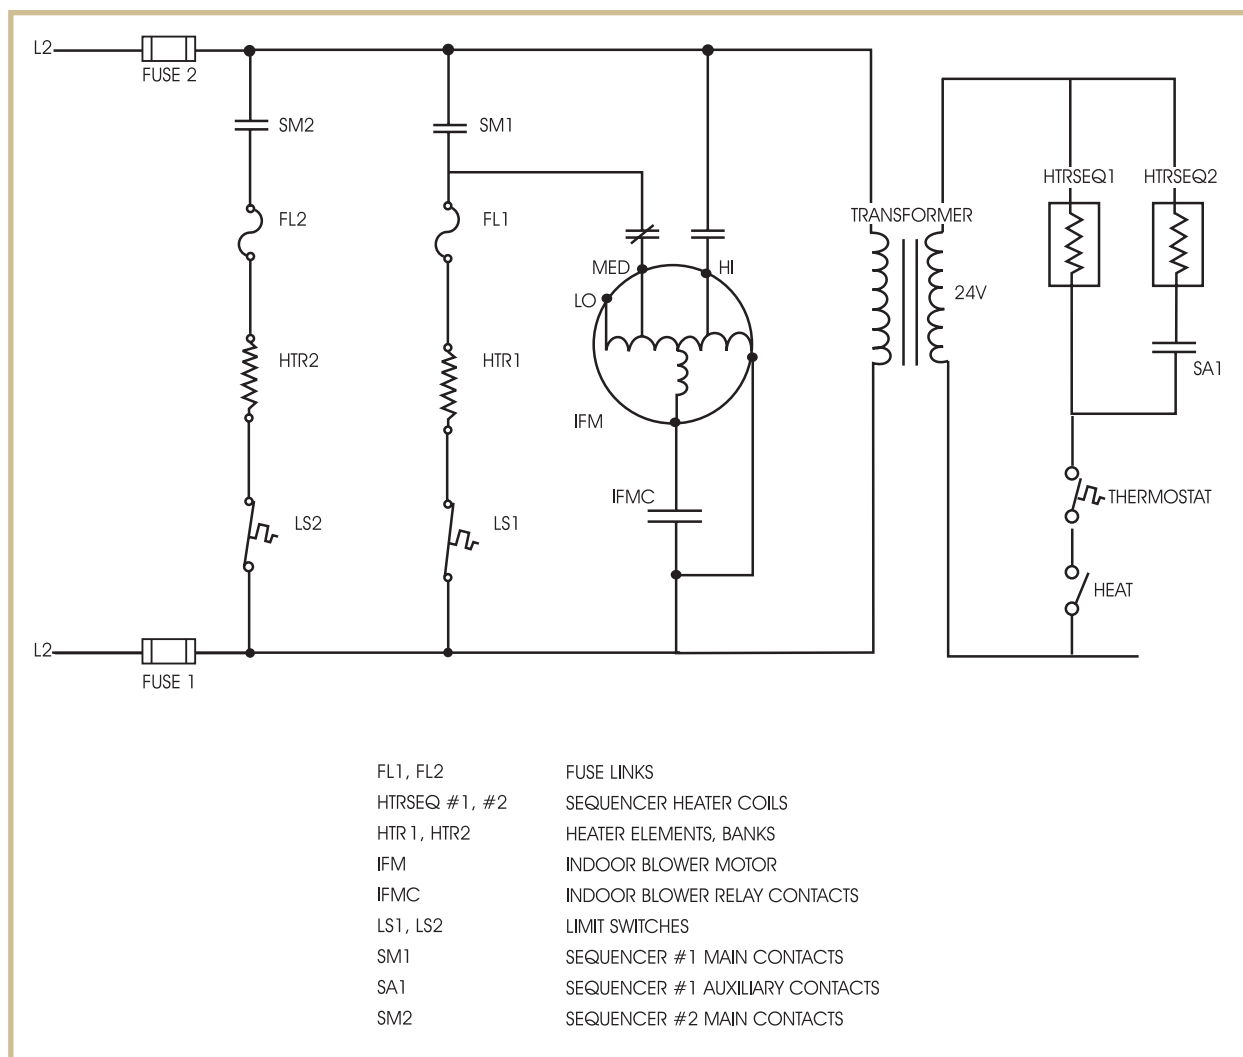 L2
FUSE 2
SM2
SM1
HTRSEQ1
HTRSEQ2
FL2
FL1
TRANSFORMER
MED
HI
LO
24V
HTR2
HTR1
SA1
IFM
IFMC
THERMOSTAT
LS2
LS1
HEAT
L2
FUSE 1
FL1, FL2 FUSE LINKS
HTRSEQ #1, #2 SEQUENCER HEATER COILS
HTR1, HTR2 HEATER ELEMENTS, BANKS
IFM INDOOR BLOWER MOTOR
IFMC INDOOR BLOWER RELAY CONTACTS
LS1, LS2 LIMIT SWITCHES
SM1 SEQUENCER #1 MAIN CONTACTS
SA1 SEQUENCER #1 AUXILIARY CONTACTS
SM2 SEQUENCER #2 MAIN CONTACTS